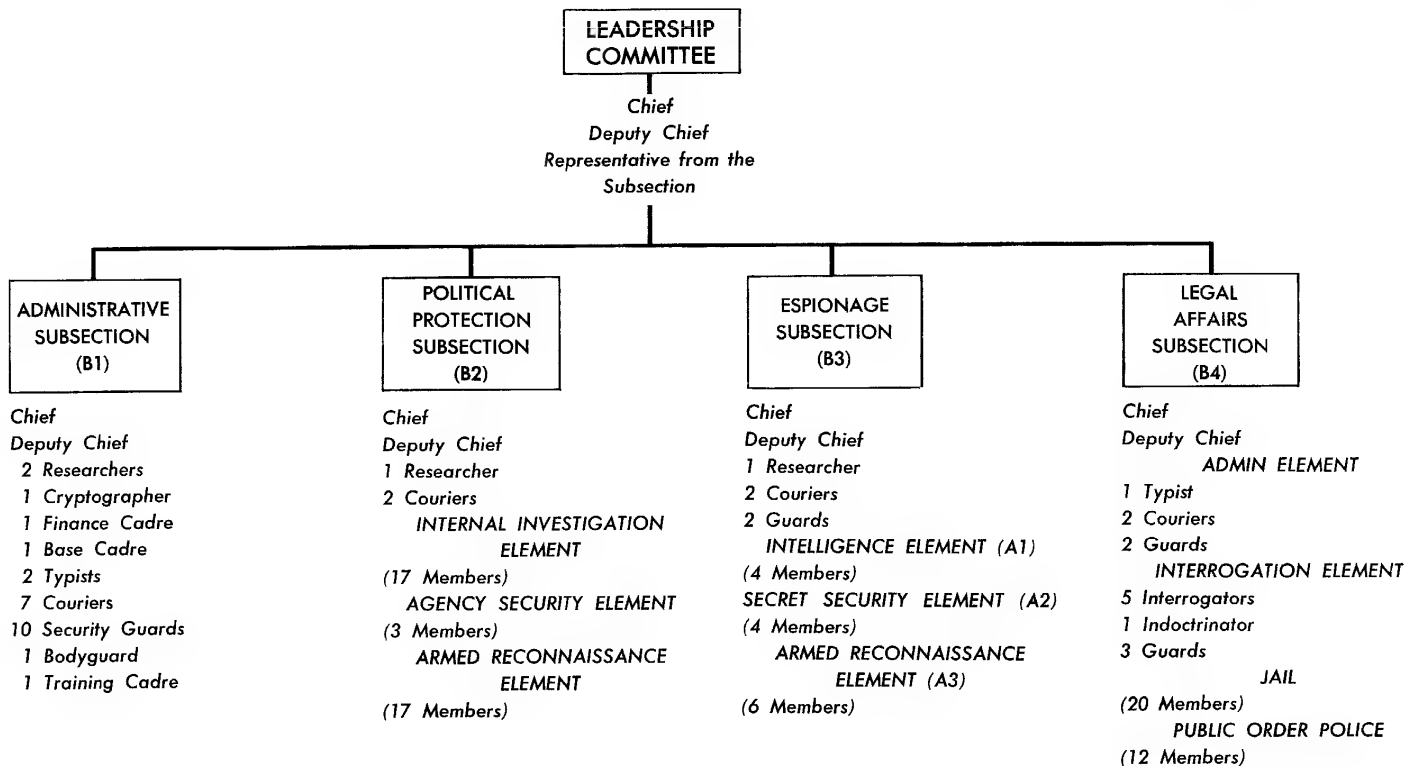 LEADERSHIP
COMMITTEE
Chief
Deputy Chief
Representative from the
Subsection
ADMINISTRATIVE
SUBSECTION
(B1)
Chief
Deputy Chief
2 Researchers
1 Cryptographer
1 Finance Cadre
1 Base Cadre
2 Typists
7 Couriers
10 Security Guards
1 Bodyguard
1 Training Cadre
POLITICAL
PROTECTION
SUBSECTION
(B2)
Chief
Deputy Chief
1 Researcher
2 Couriers
INTERNAL INVESTIGATION
ELEMENT
(17 Members)
AGENCY SECURITY ELEMENT
(3 Members)
ARMED RECONNAISSANCE
ELEMENT
(17 Members)
ESPIONAGE
SUBSECTION
(B3)
Chief
Deputy Chief
1 Researcher
2 Couriers
2 Guards
INTELLIGENCE ELEMENT (A1)
(4 Members)
SECRET SECURITY ELEMENT (A2)
(4 Members)
ARMED RECONNAISSANCE
ELEMENT (A3)
(6 Members)
LEGAL
AFFAIRS
SUBSECTION
(B4)
Chief
Deputy Chief
ADMIN ELEMENT
1 Typist
2 Couriers
2 Guards
INTERROGATION ELEMENT
5 Interrogators
1 Indoctrinator
3 Guards
JAIL
(20 Members)
PUBLIC ORDER POLICE
(12 Members)